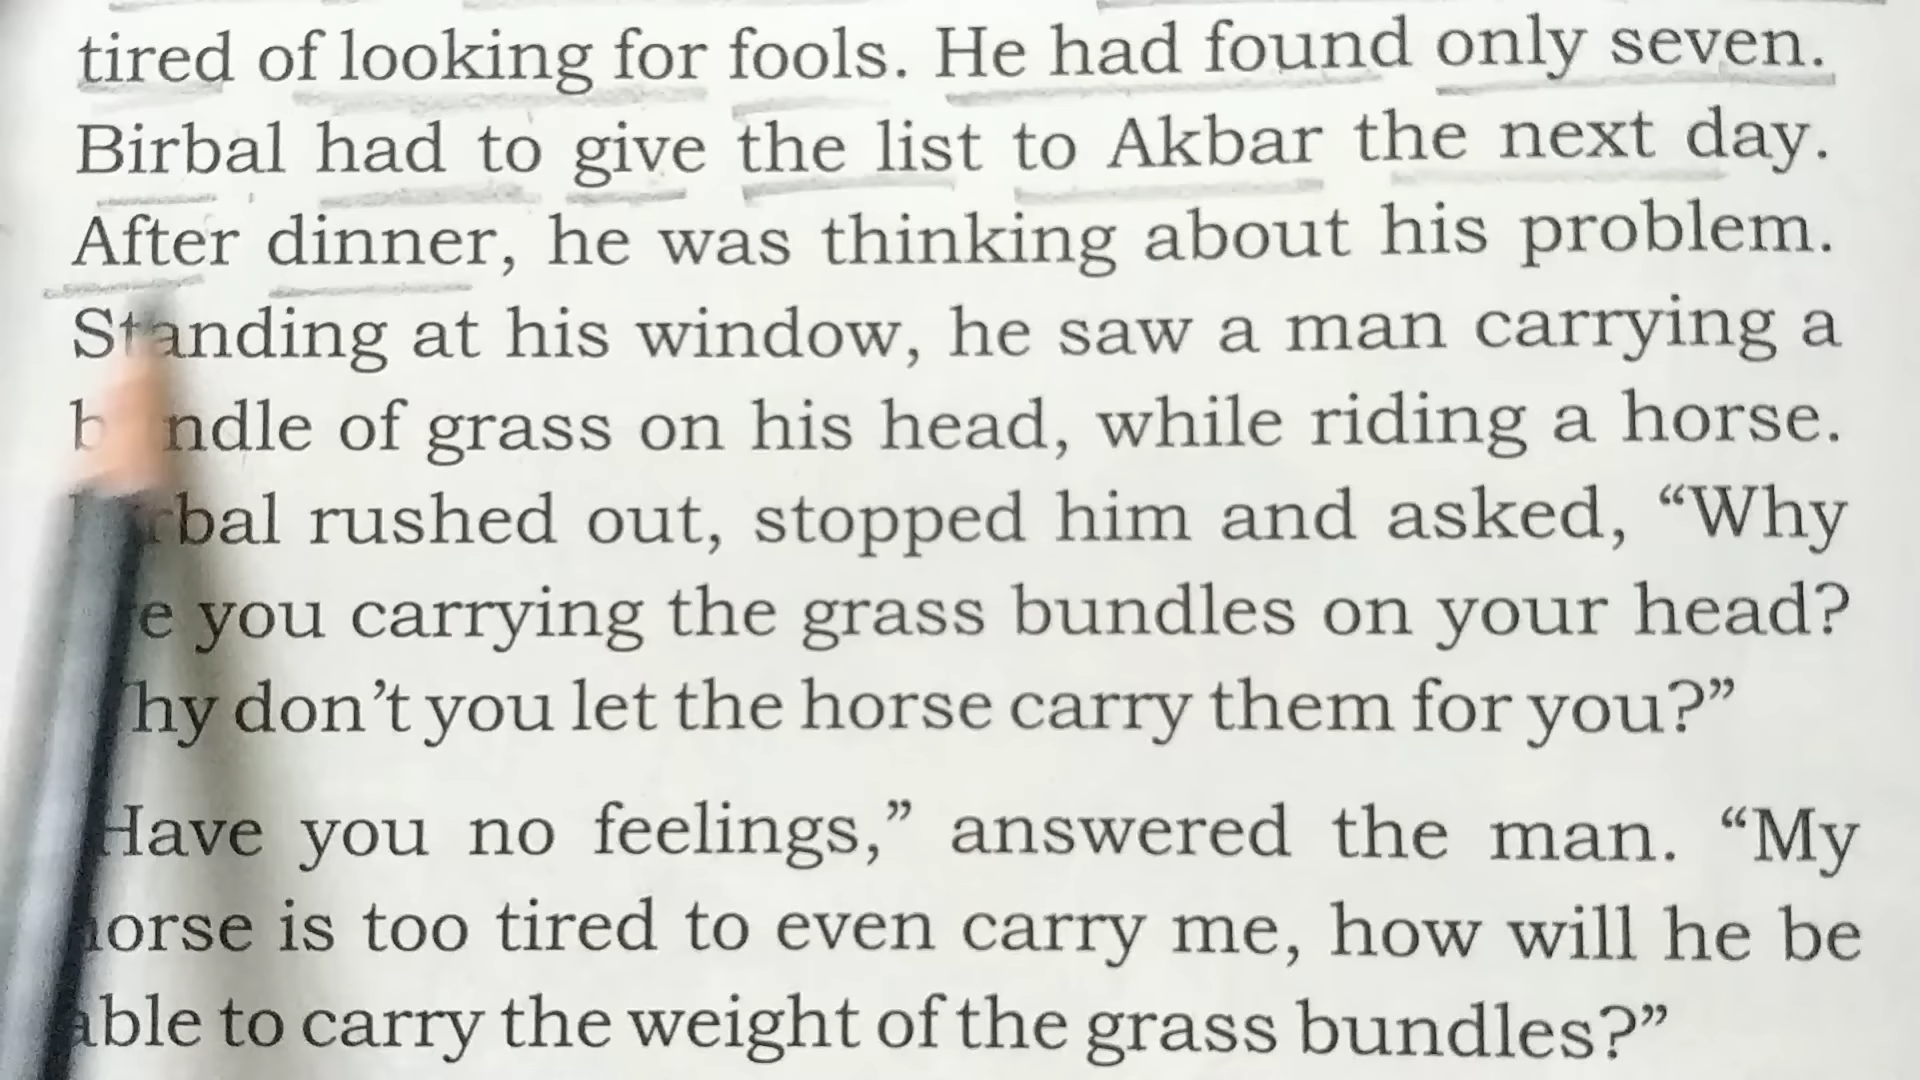 tired of looking for fools. He had found only seven.
Birbal had to give the list to Akbar the next day.
After dinner, he was thinking about his problem.
Standing at his window, he saw a man carrying a
bundle of grass on his head, while riding a horse.
Birbal rushed out, stopped him and asked, “Why
you carrying the grass bundles on your head?
Why don’t you let the horse carry them for you?”
Have you no feelings,” answered the man. “My
horse is too tired to even carry me, how will he be
able to carry the weight of the grass bundles?”